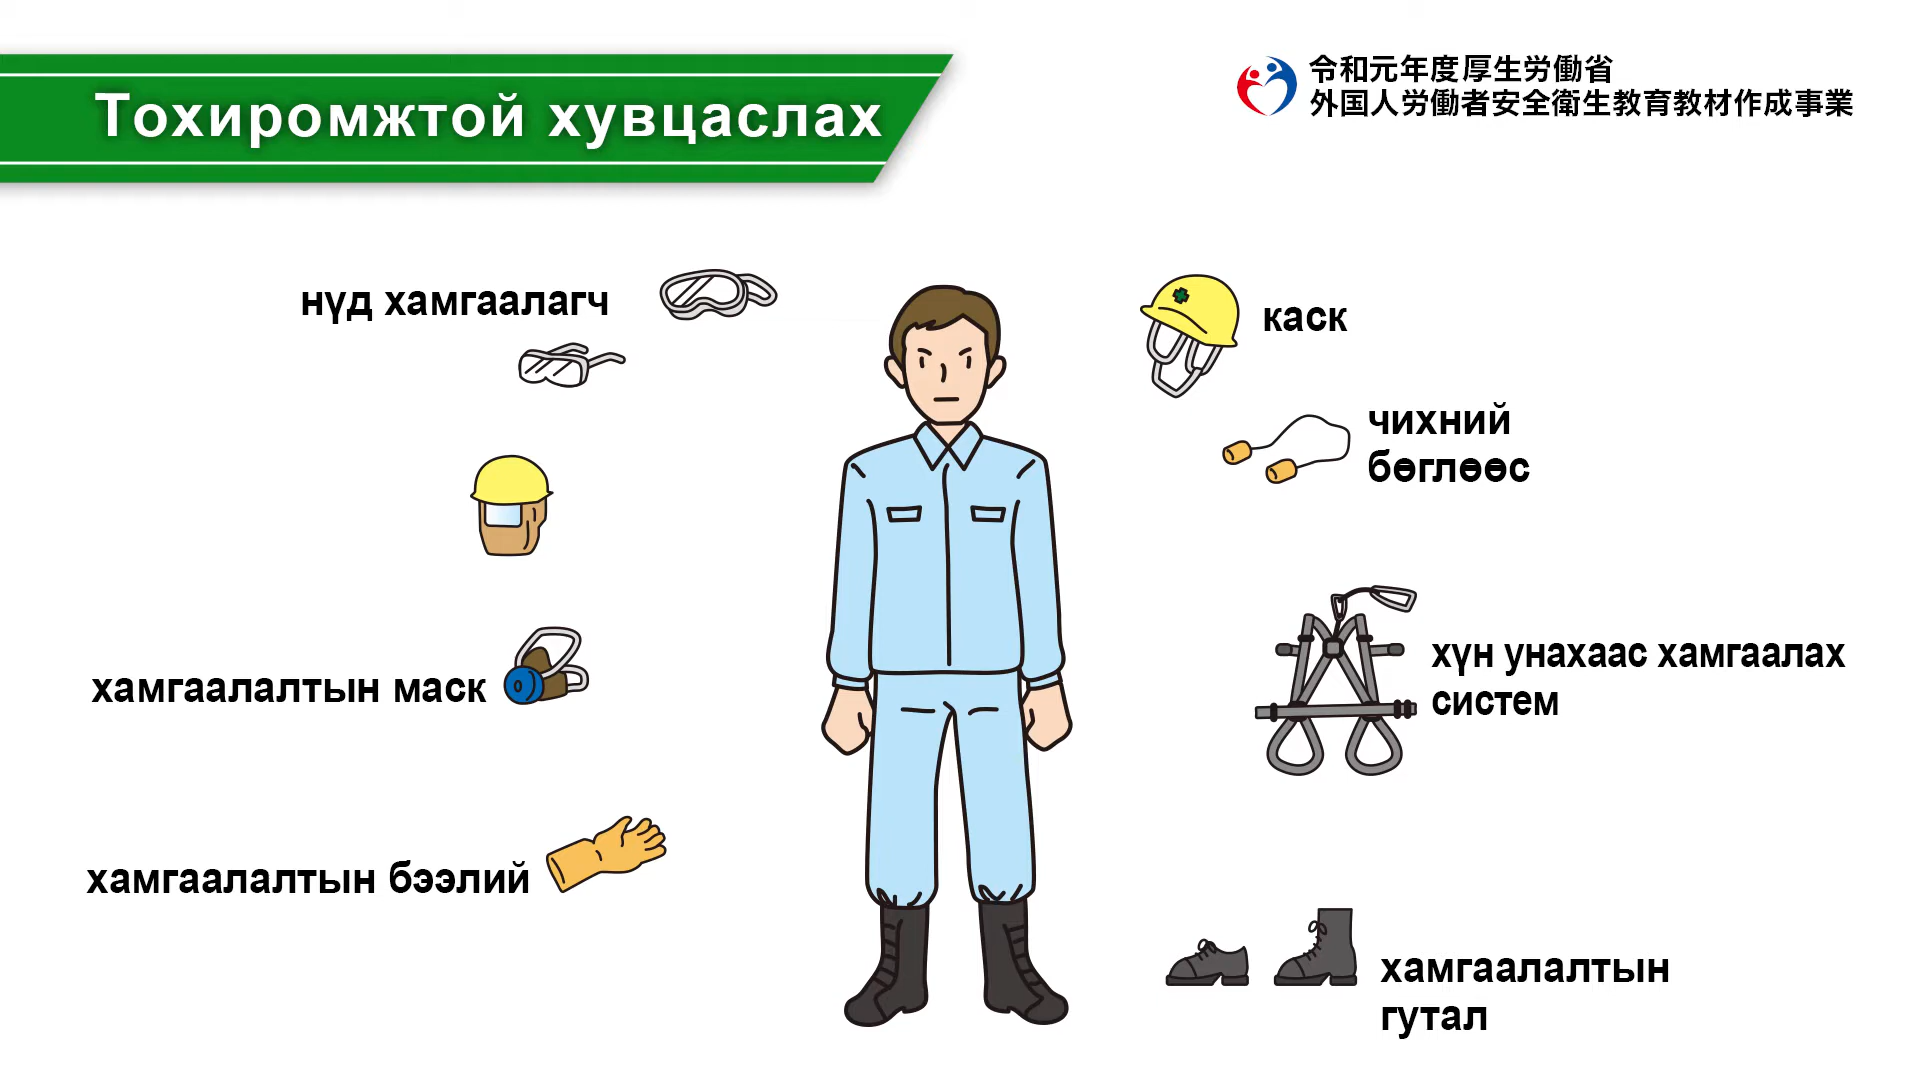 Тохиромжтой хувцаслах
令和元年度厚生労働省
外国人労働者安全衛生教育教材作成事業
нүд хамгаалагч
каск
чихний
бөглөөс
хамгаалалтын маск
хүн унахаас хамгаалах
систем
хамгаалалтын бээлий
хамгаалалтын
гутал